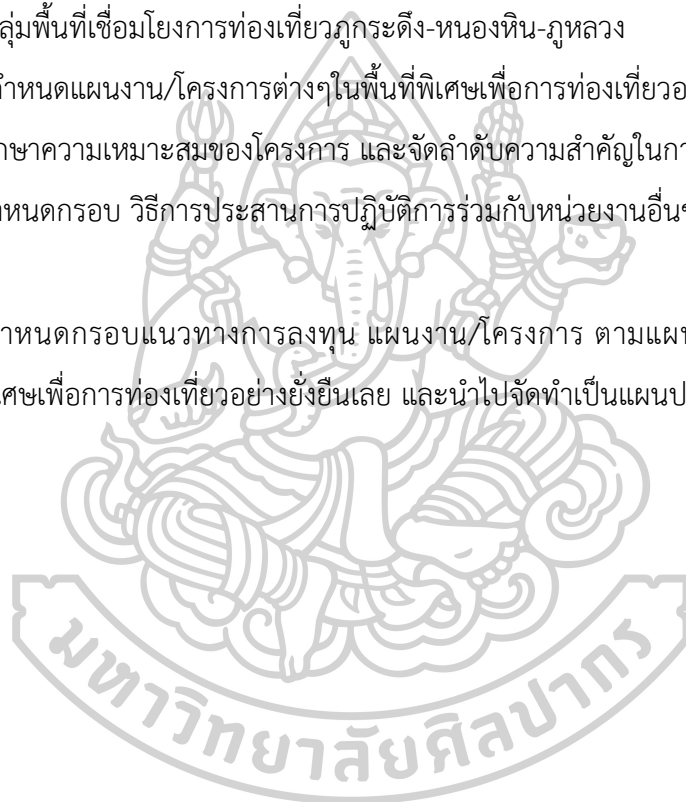 ลุ่มพื้นที่เชื่อมโยงการท่องเที่ยวภูกระดึง-หนองหิน-ภูหลวง
ำหนดแผนงาน/โครงการต่างๆในพื้นที่พิเศษเพื่อการท่องเที่ยวอ
กษาความเหมาะสมของโครงการ และจัดลำดับความสำคัญในกา
ำหนดกรอบ วิธีการประสานการปฏิบัติการร่วมกับหน่วยงานอื่นๆ
ำหนดกรอบแนวทางการลงทุน แผนงาน/โครงการ ตามแผน
เศษเพื่อการท่องเที่ยวอย่างยั่งยืนเลย และนำไปจัดทำเป็นแผนป
มหาวิทยาลัยศิลปากร